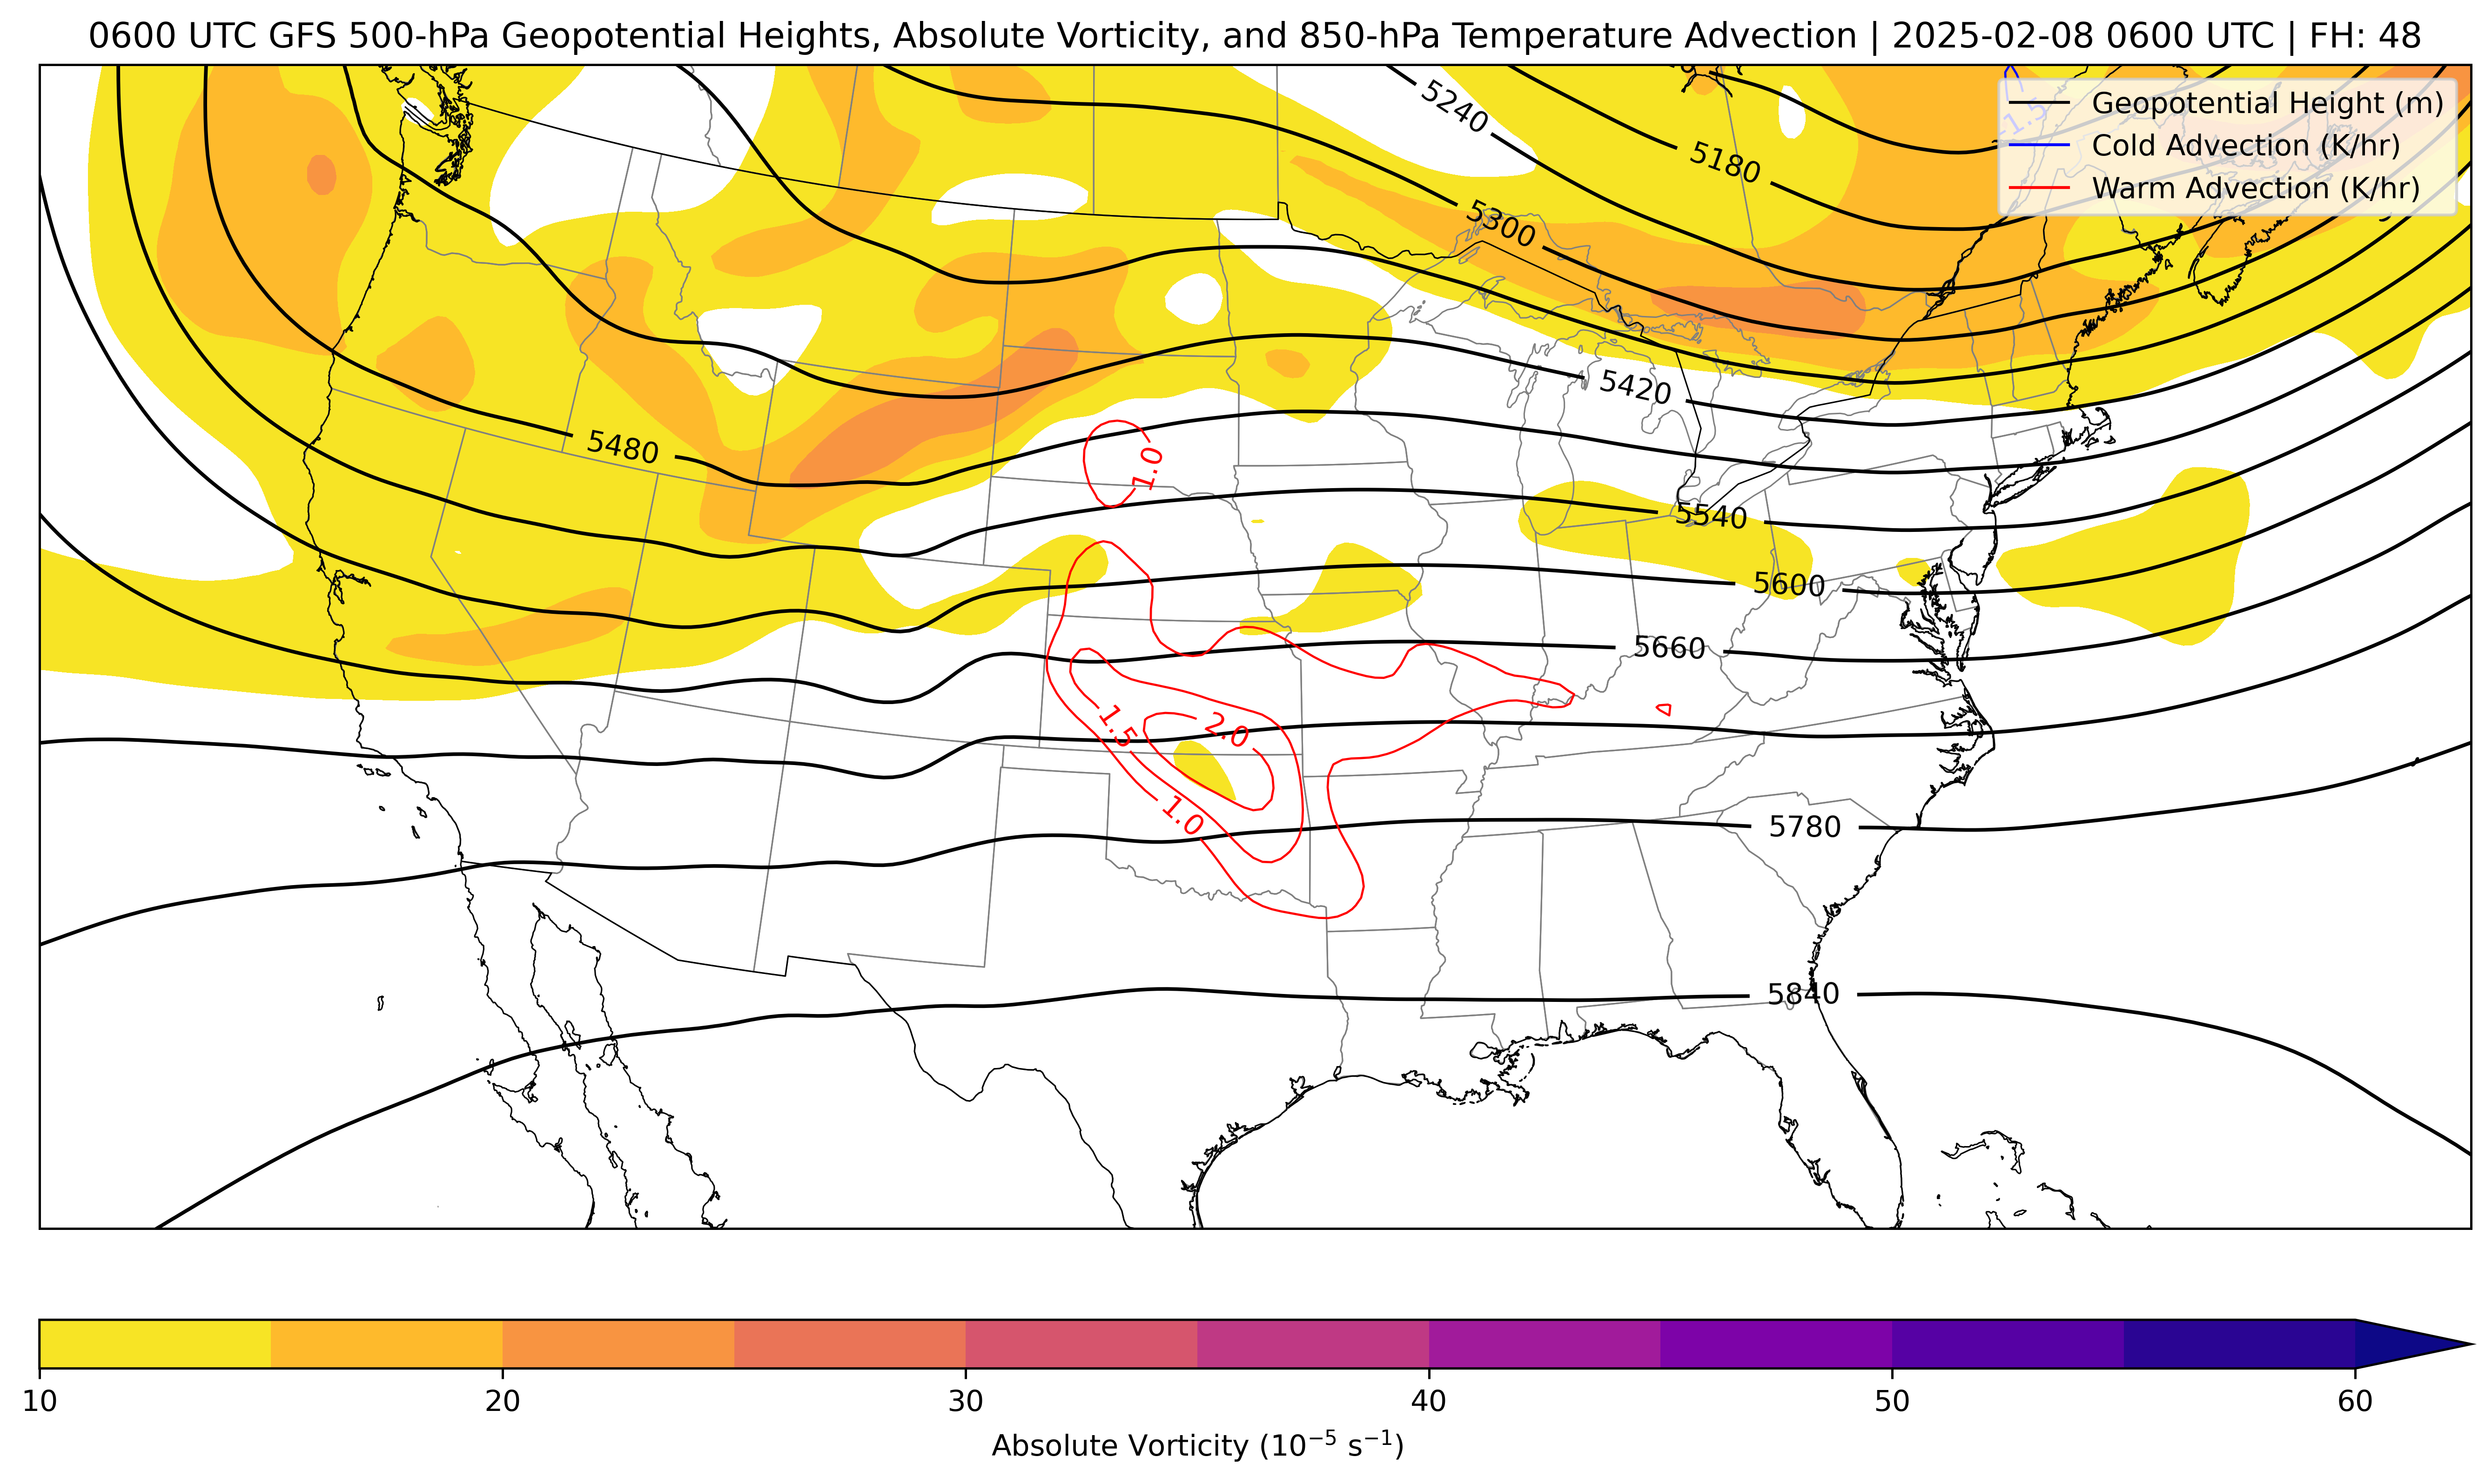 0600 UTC GFS 500-hPa Geopotential Heights, Absolute Vorticity, and 850-hPa Temperature Advection | 2025-02-08 0600 UTC | FH: 48
Geopotential Height (m)
Cold Advection (K/hr)
Warm Advection (K/hr)
5240
-1.5
5180
5300
5420
5480
1.0
5540
5600
5660
1.5
2.0
1.0
5780
5840
10 20 30 40 50 60
Absolute Vorticity (10⁻⁵ s⁻¹)